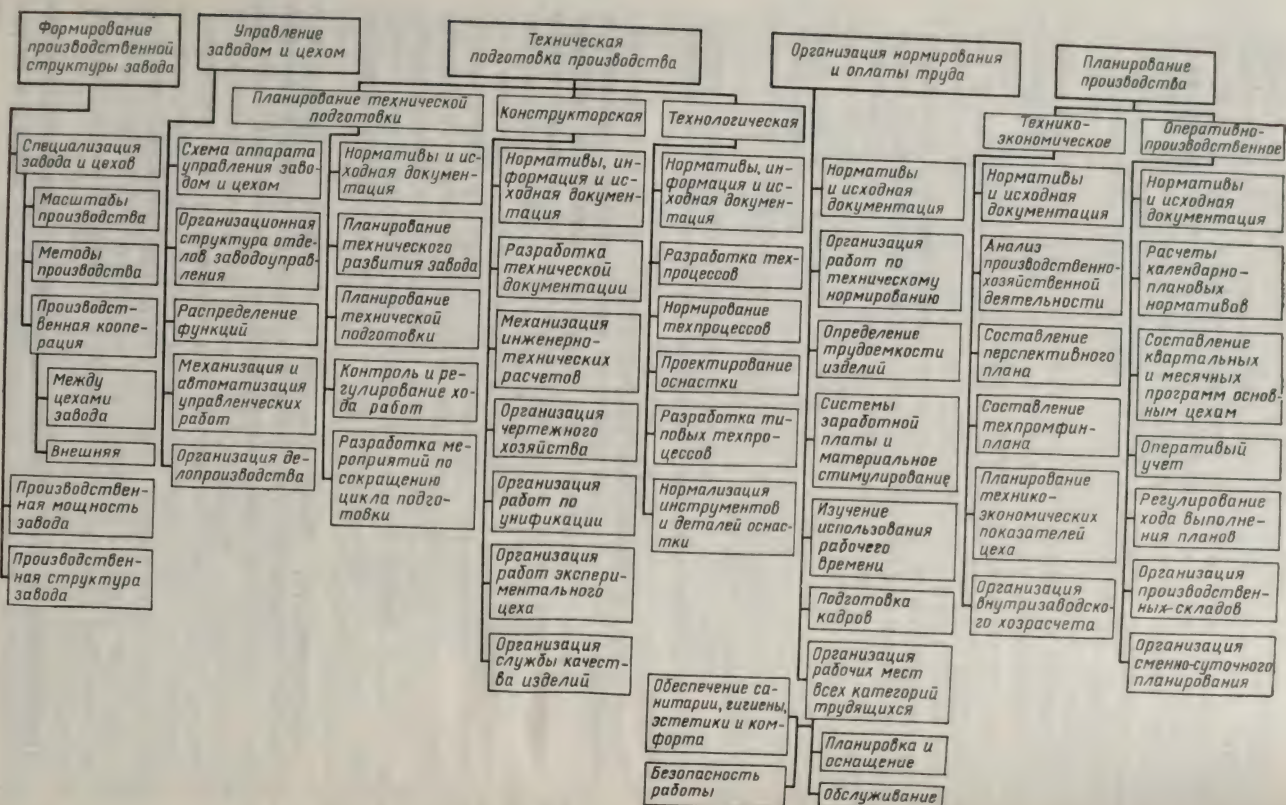 Формирование
производственной
структуры завода
Специализация
завода и цехов
Масштабы
производства
Методы
производства
Производст-
венная коопе-
рация
Между
цехами
завода
Внешняя
Производствен-
ная мощность
завода
Производствен-
ная структура
завода
Управление
заводом и цехом
Схема аппарата
управления заво-
дом и цехом
Организационная
структура отде-
лов заводоуправ-
ления
Распределение
функций
Механизация и
автоматизация
управленческих
работ
Организация де-
лопроизводства
Техническая
подготовка производства
Планирование технической
подготовки
Нормативы и ис-
ходная докумен-
тация
Планирование
технического
развития завода
Планирование
технической
подготовки
Контроль и ре-
гулирование хо-
да работ
Разработка ме-
роприятий по
сокращению
цикла подго-
товки
Конструкторская
Нормативы, ин-
формация и ис-
ходная докумен-
тация
Разработка
технической
документации
Механизация
инженерно-
технических
расчетов
Организация
чертежного
хозяйства
Организация
работ по
унификации
Организация
работ экспери-
ментального
цеха
Организация
службы качест-
ва изделий
Технологическая
Нормативы, ин-
формация и ис-
ходная докумен-
тация
Разработка тех-
процессов
Нормирование
техпроцессов
Проектирование
оснастки
Разработка ти-
повых техпро-
цессов
Нормализация
инструментов
и деталей оснас-
тки
Организация нормирования
и оплаты труда
Нормативы
и исходная
документация
Организация
работ по
техническому
нормированию
Определение
трудоемкости
изделий
Системы
заработной
платы и
материальное
стимулирование
Изучение
использования
рабочего
времени
Подготовка
кадров
Организация
рабочих мест
всех категорий
трудящихся
Обеспечение са-
нитарии, гигиены,
эстетики и ком-
форта
Безопасность
работы
Планировка и
оснащение
Обслуживание
Планирование
производства
Технико-
экономическое
Нормативы
и исходная
документация
Анализ
производственно-
хозяйственной
деятельности
Составление
перспективного
плана
Составление
техпромфин-
плана
Планирование
технико-
экономических
показателей
цеха
Организация
внутризаводско-
го хозрасчета
Оперативно-
производственное
Нормативы
и исходная
документация
Расчеты
календарно-
плановых
нормативов
Составление
квартальных
и месячных
программ основ-
ным цехам
Оперативый
учет
Регулирование
хода выполне-
ния планов
Организация
производствен-
ных складов
Организация
сменно-суточного
планирования